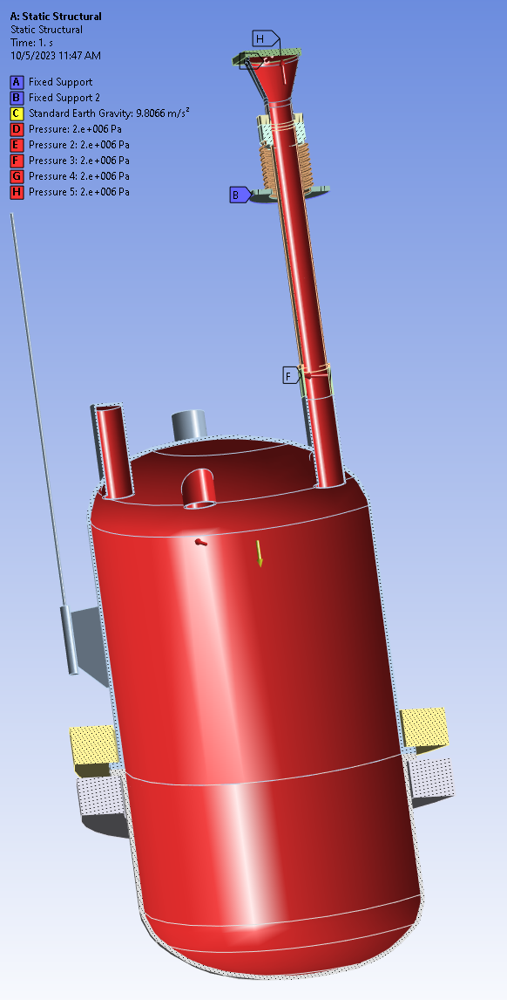 A: Static Structural
Static Structural
Time: 1. s
10/5/2023 11:47 AM
A Fixed Support
B Fixed Support 2
C Standard Earth Gravity: 9.8066 m/s²
D Pressure: 2.e+006 Pa
E Pressure 2: 2.e+006 Pa
F Pressure 3: 2.e+006 Pa
G Pressure 4: 2.e+006 Pa
H Pressure 5: 2.e+006 Pa
H
B
F